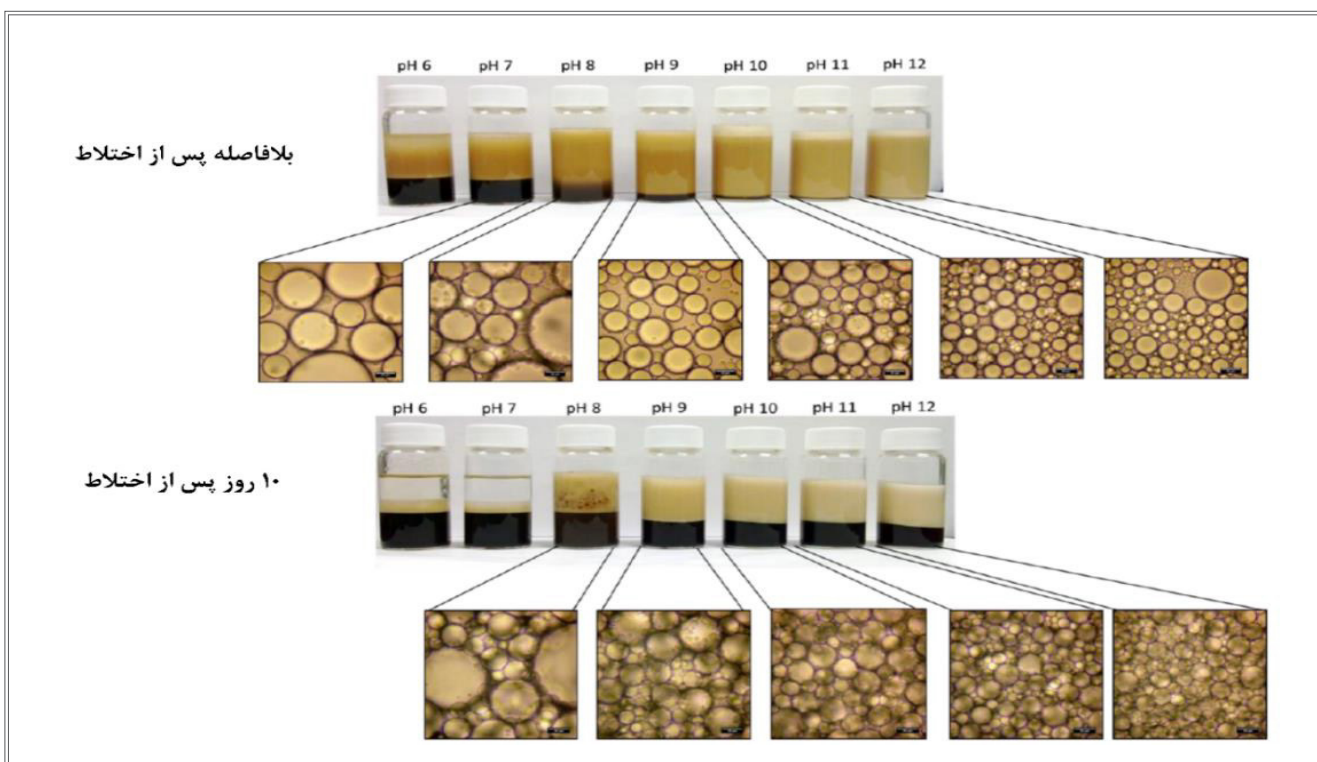 pH 6 pH 7 pH 8 pH 9 pH 10 pH 11 pH 12
بلافاصله پس از اختلاط
pH 6 pH 7 pH 8 pH 9 pH 10 pH 11 pH 12
۱۰ روز پس از اختلاط